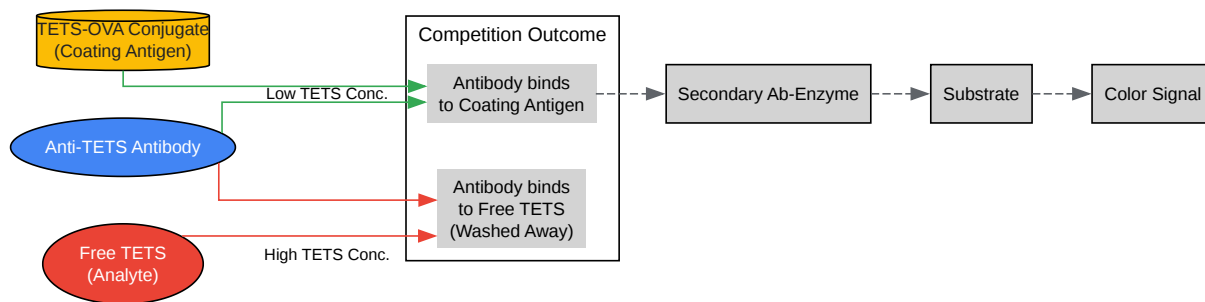 TETS-OVA Conjugate
(Coating Antigen)
Competition Outcome
Antibody binds
to Coating Antigen
Low TETS Conc.
Secondary Ab-Enzyme
Substrate
Color Signal
Anti-TETS Antibody
Antibody binds
to Free TETS
(Washed Away)
Free TETS
(Analyte)
High TETS Conc.